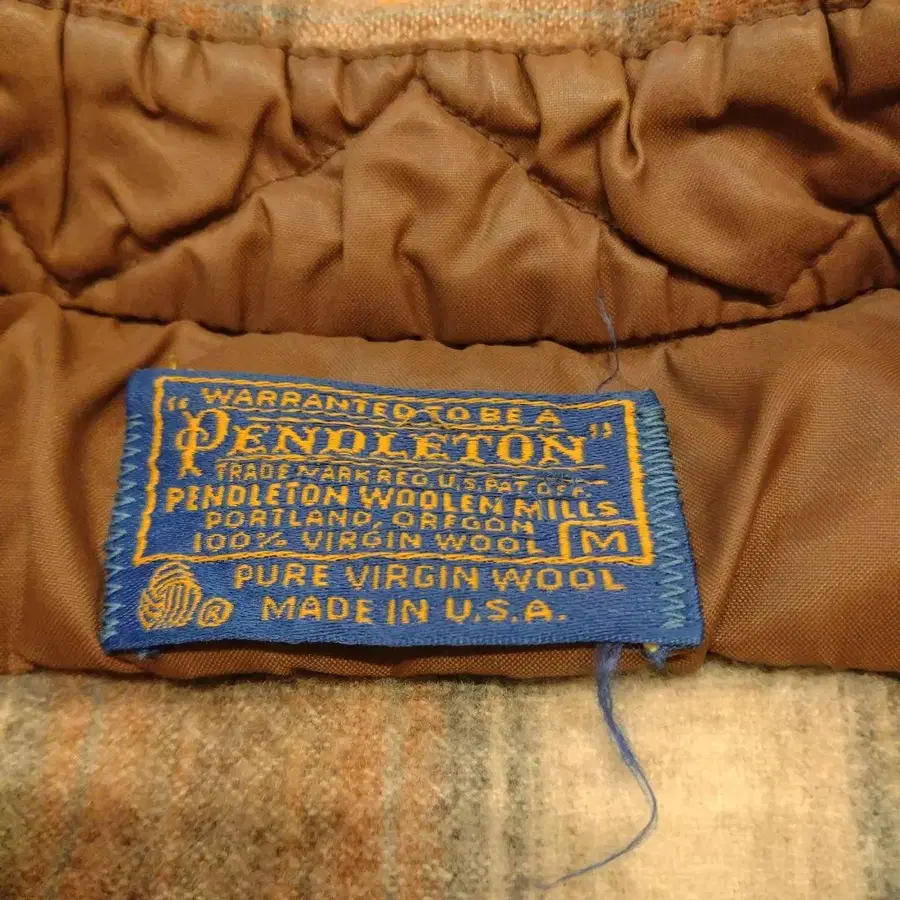 WARRANTED TO BE A
"PENDLETON"
TRADE MARK REG. U.S. PAT. OFF.
PENDLETON WOOLEN MILLS
PORTLAND, OREGON
100% VIRGIN WOOL M
PURE VIRGIN WOOL
® MADE IN U.S.A.